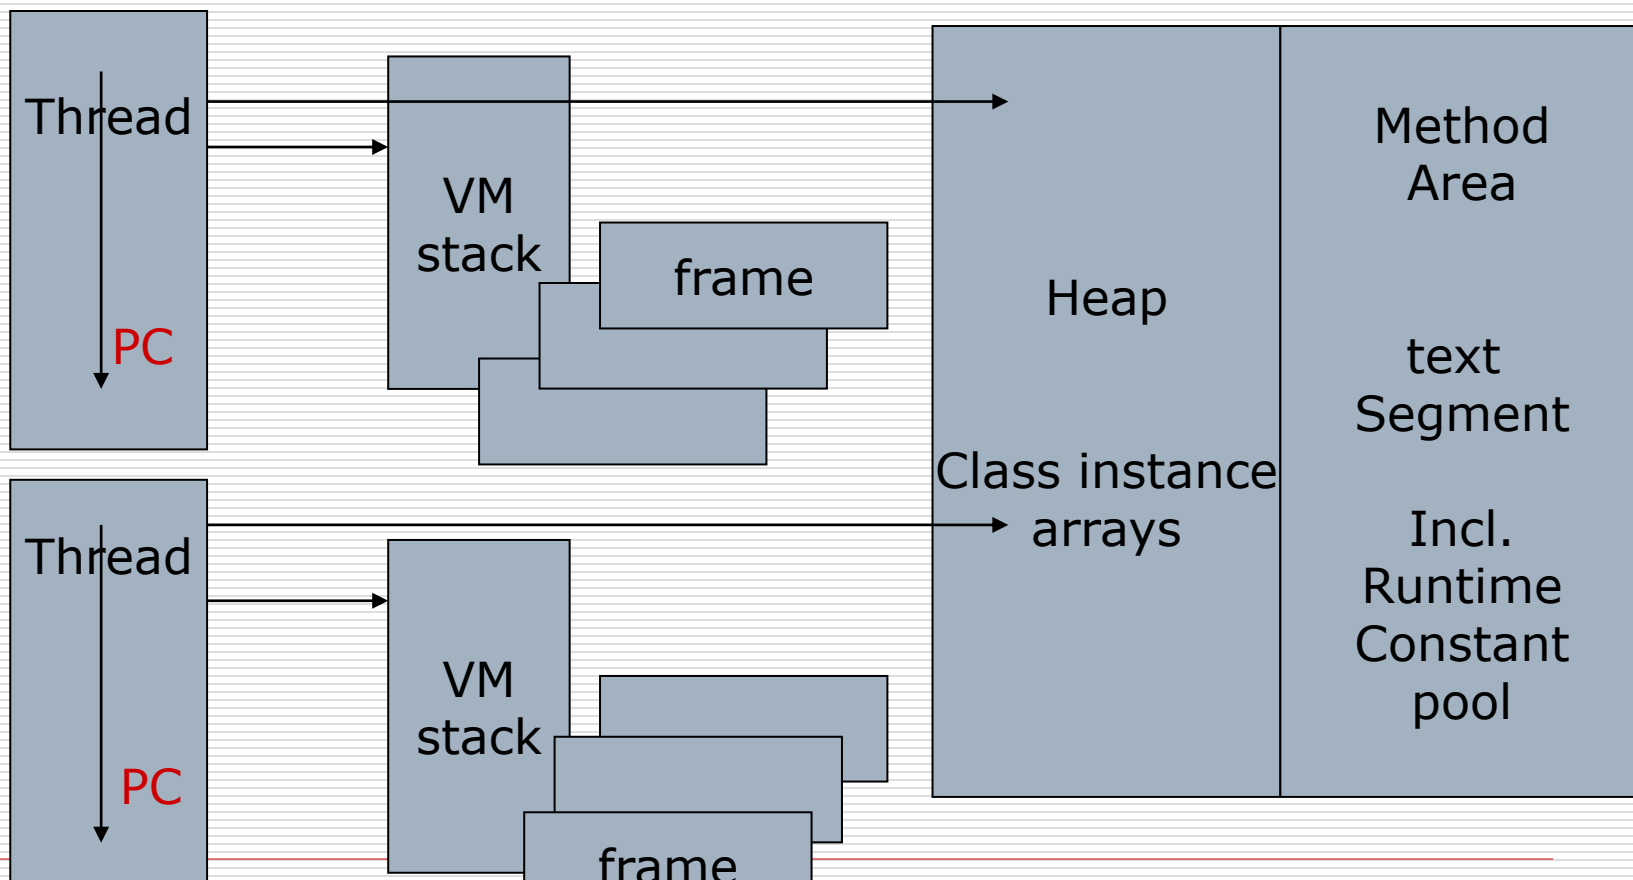 Thread
PC
VM
stack
frame
Heap
Class instance
arrays
Method
Area
text
Segment
Incl.
Runtime
Constant
pool
Thread
PC
VM
stack
frame